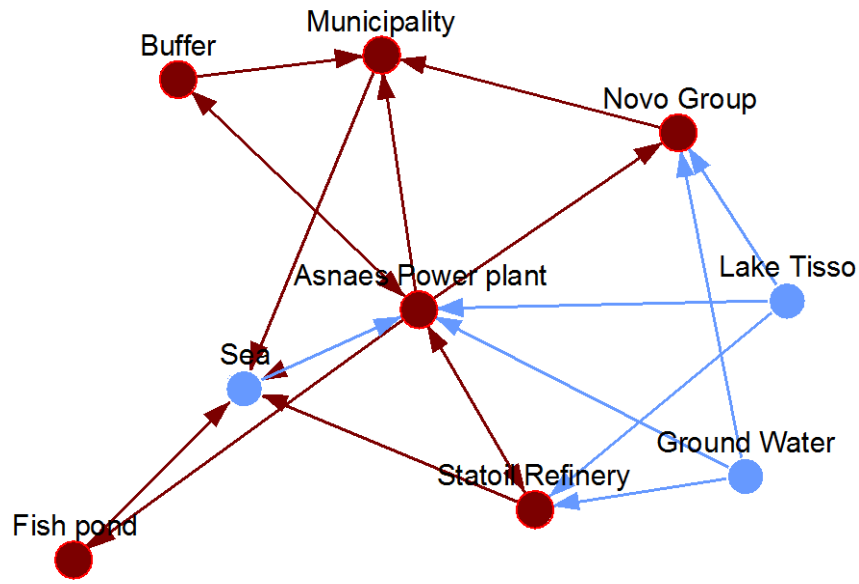 Municipality
Buffer
Novo Group
Asnaes Power plant
Lake Tisso
Sea
Ground Water
Statoil Refinery
Fish pond